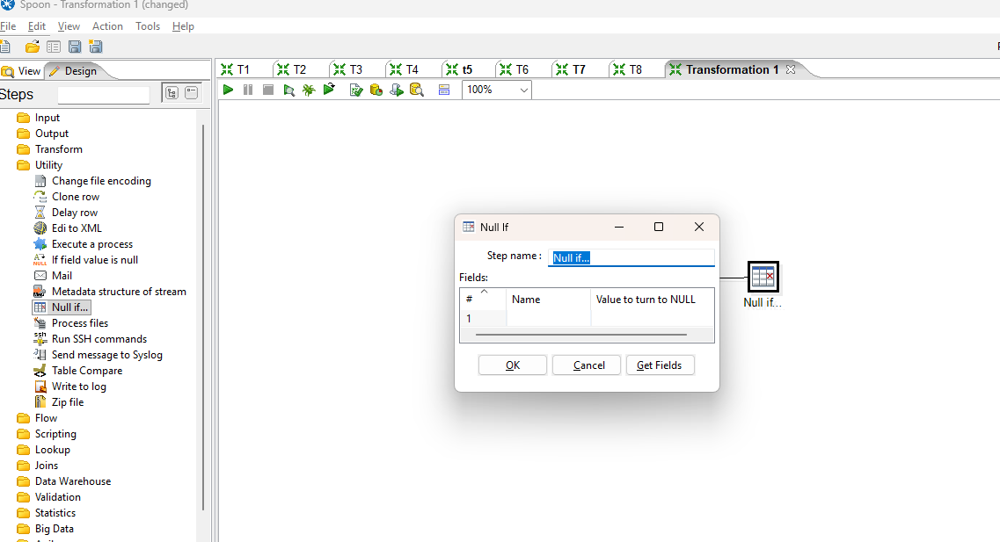 Spoon - Transformation 1 (changed)
File Edit View Action Tools Help
View Design
Steps
T1 T2 T3 T4 t5 T6 T7 T8 Transformation 1
100%
Input
Output
Transform
Utility
Change file encoding
Clone row
Delay row
Edi to XML
Execute a process
If field value is null
Mail
Metadata structure of stream
Null if...
Process files
Run SSH commands
Send message to Syslog
Table Compare
Write to log
Zip file
Flow
Scripting
Lookup
Joins
Data Warehouse
Validation
Statistics
Big Data
Null If
Step name :
Null if...
Fields:
# Name Value to turn to NULL
1
OK Cancel Get Fields
Null if...